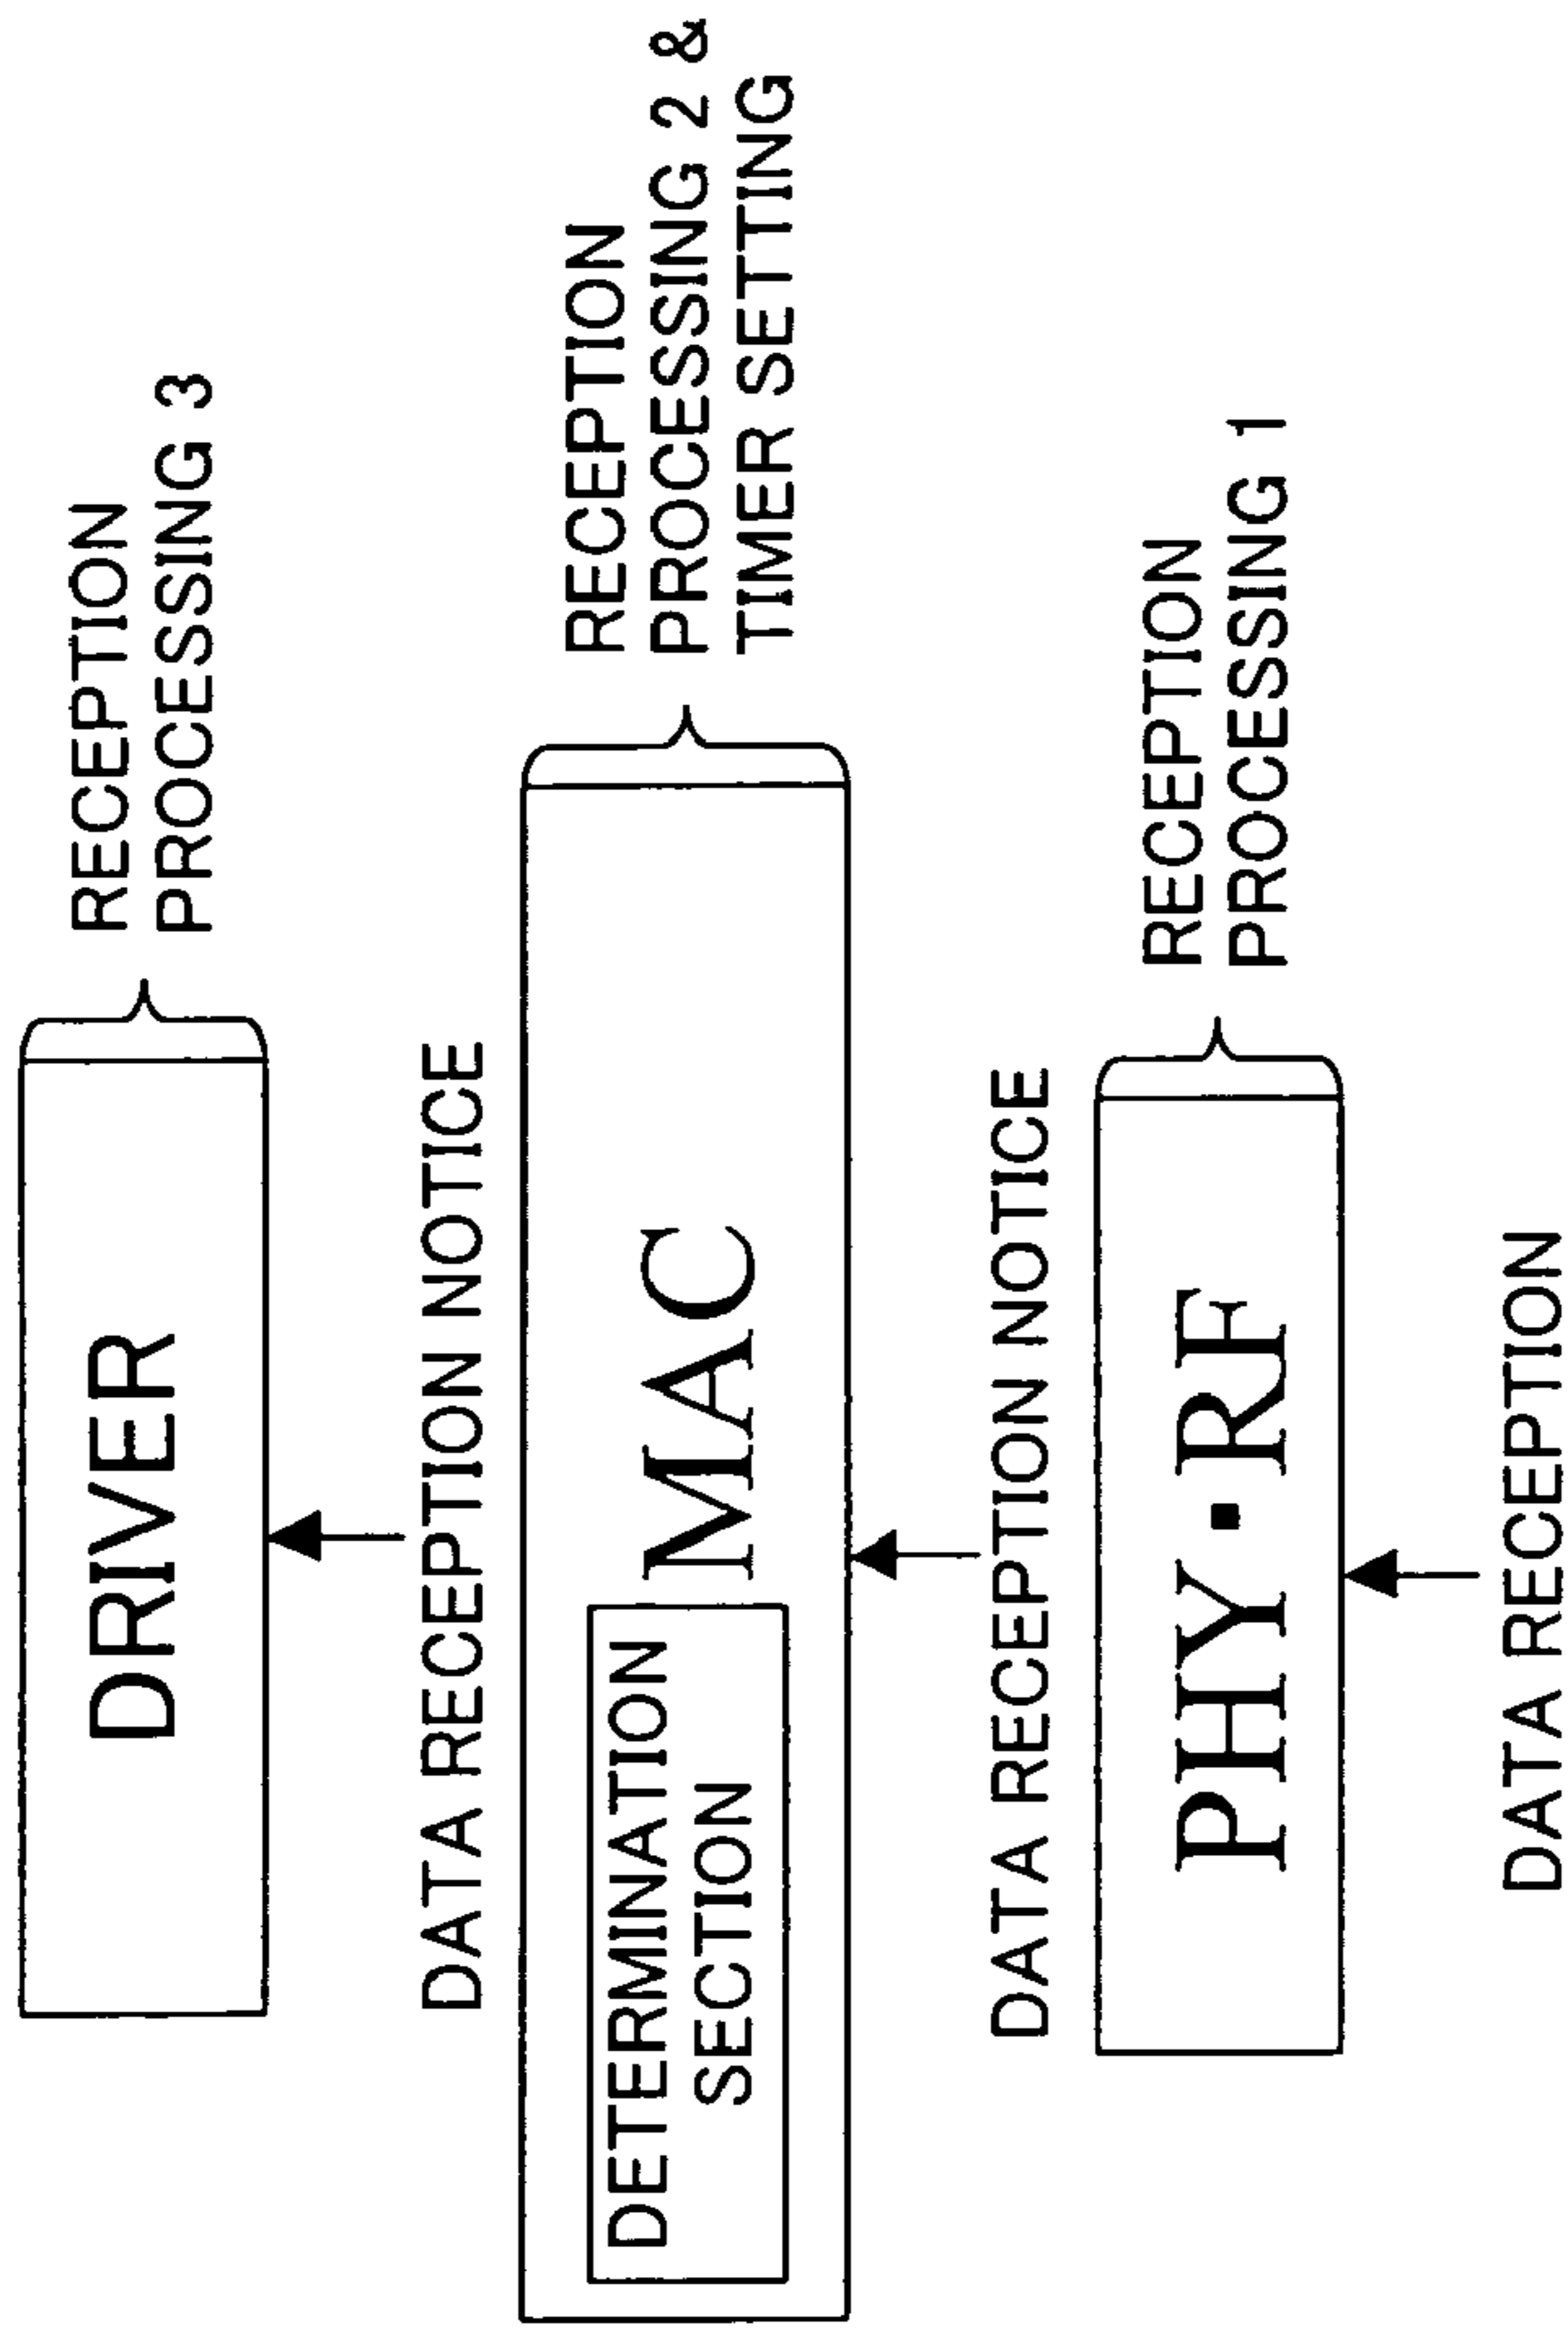 DRIVER
RECEPTION
PROCESSING 3
DATA RECEPTION NOTICE
DETERMINATION
SECTION
MAC
RECEPTION
PROCESSING 2 &
TIMER SETTING
DATA RECEPTION NOTICE
PHY▪RF
RECEPTION
PROCESSING 1
DATA RECEPTION